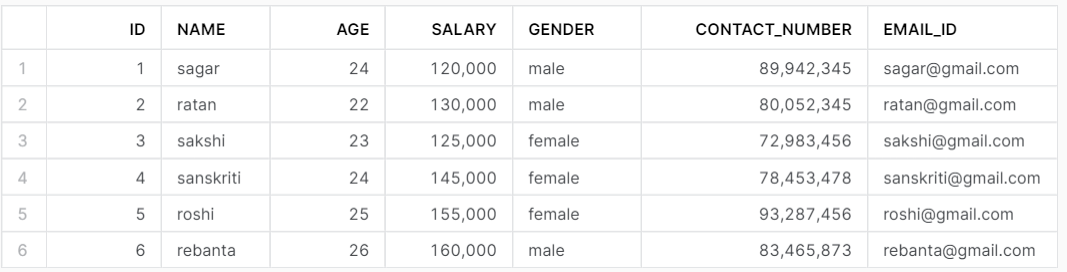 ID NAME AGE SALARY GENDER CONTACT_NUMBER EMAIL_ID
1 1 sagar 24 120,000 male 89,942,345 sagar@gmail.com
2 2 ratan 22 130,000 male 80,052,345 ratan@gmail.com
3 3 sakshi 23 125,000 female 72,983,456 sakshi@gmail.com
4 4 sanskriti 24 145,000 female 78,453,478 sanskriti@gmail.com
5 5 roshi 25 155,000 female 93,287,456 roshi@gmail.com
6 6 rebanta 26 160,000 male 83,465,873 rebanta@gmail.com